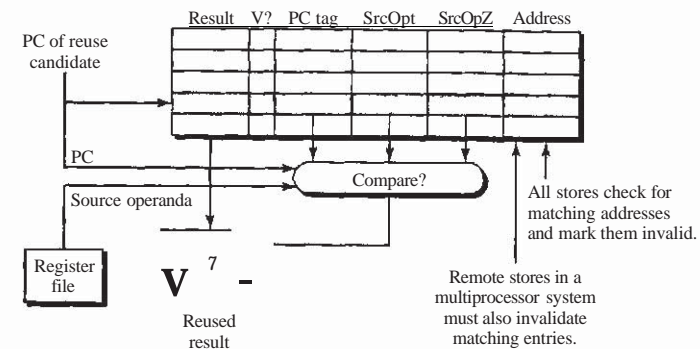 Result V? PC tag SrcOpt SrcOpZ Address
PC of reuse
candidate
PC
Compare?
Source operanda
All stores check for
matching addresses
and mark them invalid.
Register
file
V 7 -
Remote stores in a
multiprocessor system
must also invalidate
matching entries.
Reused
result